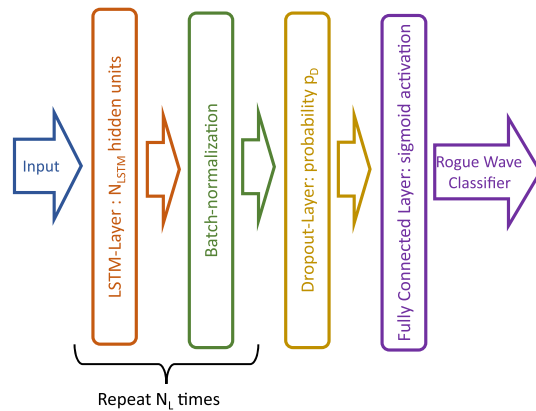 Input
LSTM-Layer : N_LSTM hidden units
Batch-normalization
Dropout-Layer: probability p_D
Fully Connected Layer: sigmoid activation
Rogue Wave
Classifier
Repeat N_L times